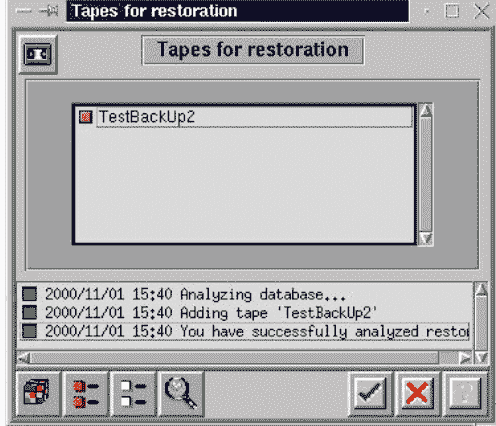 Tapes for restoration
Tapes for restoration
TestBackUp2
2000/11/01 15:40 Analyzing database...
2000/11/01 15:40 Adding tape 'TestBackUp2'
2000/11/01 15:40 You have successfully analyzed